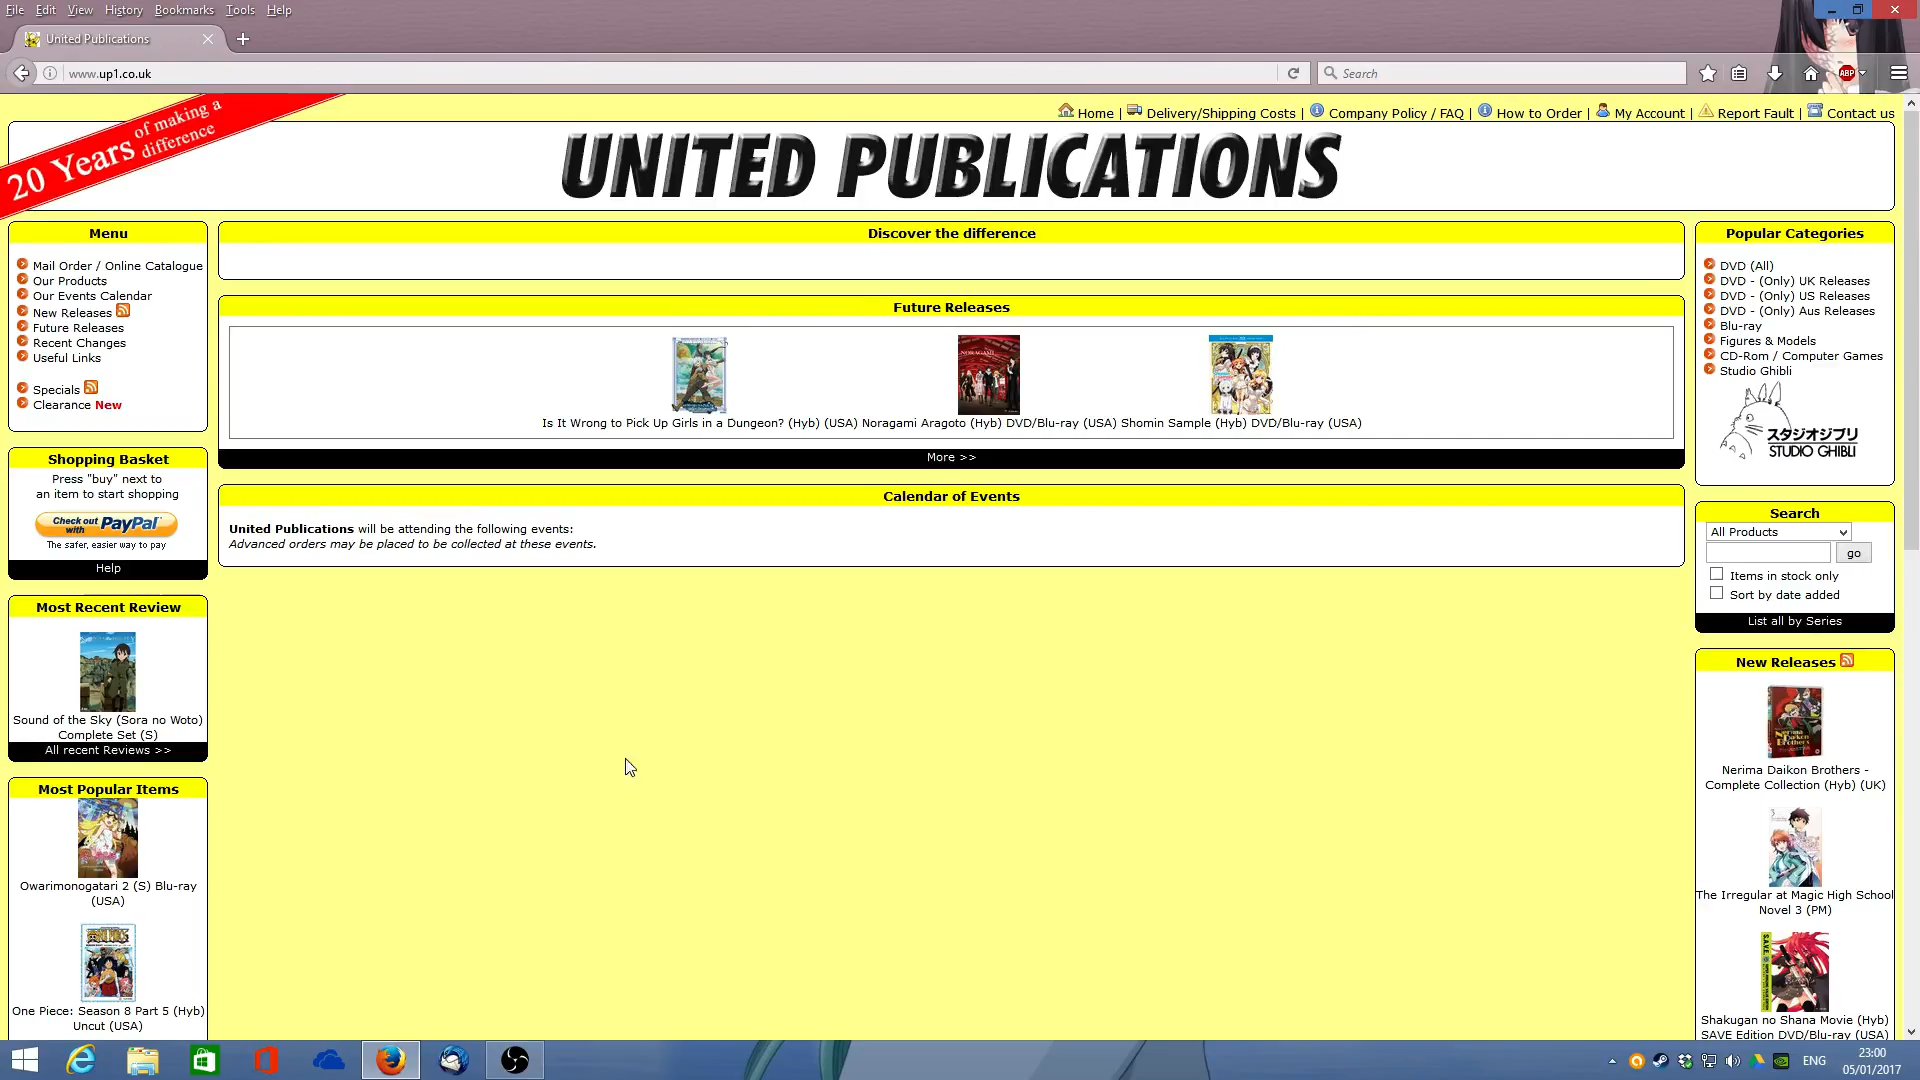 File Edit View History Bookmarks Tools Help
United Publications
www.up1.co.uk
Search
ABP
20 Years of making a difference
Home | Delivery/Shipping Costs | Company Policy / FAQ | How to Order | My Account | Report Fault | Contact us
UNITED PUBLICATIONS
Menu
Mail Order / Online Catalogue
Our Products
Our Events Calendar
New Releases
Future Releases
Recent Changes
Useful Links
Specials
Clearance New
Shopping Basket
Press "buy" next to
an item to start shopping
Check out with PayPal
The safer, easier way to pay
Help
Most Recent Review
Sound of the Sky (Sora no Woto)
Complete Set (S)
All recent Reviews >>
Most Popular Items
Owarimonogatari 2 (S) Blu-ray
(USA)
One Piece: Season 8 Part 5 (Hyb)
Uncut (USA)
Discover the difference
Future Releases
NORAGAMI
Is It Wrong to Pick Up Girls in a Dungeon? (Hyb) (USA) Noragami Aragoto (Hyb) DVD/Blu-ray (USA) Shomin Sample (Hyb) DVD/Blu-ray (USA)
More >>
Calendar of Events
United Publications will be attending the following events:
Advanced orders may be placed to be collected at these events.
Popular Categories
DVD (All)
DVD - (Only) UK Releases
DVD - (Only) US Releases
DVD - (Only) Aus Releases
Blu-ray
Figures & Models
CD-Rom / Computer Games
Studio Ghibli
スタジオジブリ
STUDIO GHIBLI
Search
All Products
go
Items in stock only
Sort by date added
List all by Series
New Releases
Nerima Daikon Brothers
Nerima Daikon Brothers -
Complete Collection (Hyb) (UK)
The Irregular at Magic High School
Novel 3 (PM)
S.A.V.E.
Shakugan no Shana Movie (Hyb)
SAVE Edition DVD/Blu-ray (USA)
ENG
23:00
05/01/2017